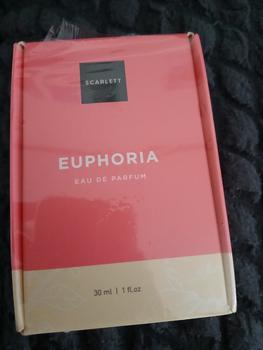 SCARLETT
EUPHORIA
EAU DE PARFUM
30 ml | 1 fl.oz